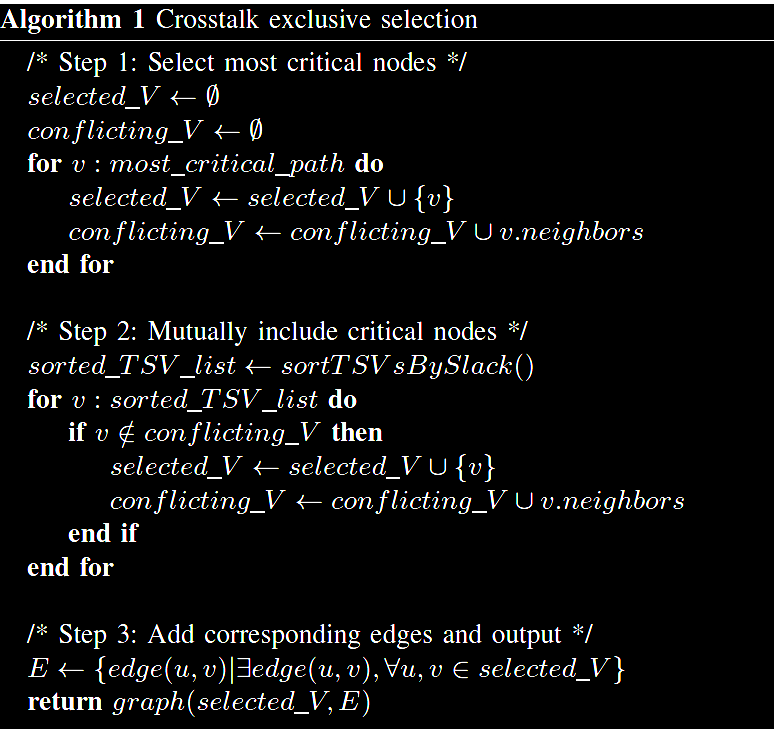 Algorithm 1 Crosstalk exclusive selection
/* Step 1: Select most critical nodes */
selected_V ← ∅
conflicting_V ← ∅
for v : most_critical_path do
selected_V ← selected_V ∪ {v}
conflicting_V ← conflicting_V ∪ v.neighbors
end for
/* Step 2: Mutually include critical nodes */
sorted_TSV_list ← sortTSVsBySlack()
for v : sorted_TSV_list do
if v ∉ conflicting_V then
selected_V ← selected_V ∪ {v}
conflicting_V ← conflicting_V ∪ v.neighbors
end if
end for
/* Step 3: Add corresponding edges and output */
E ← {edge(u, v)|∃edge(u, v), ∀u, v ∈ selected_V}
return graph(selected_V, E)